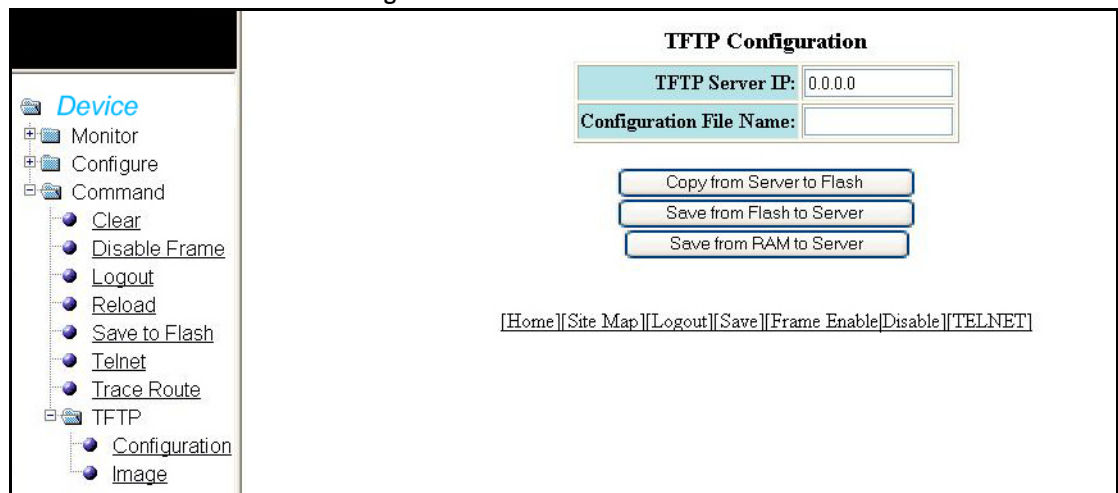 Device
Monitor
Configure
Command
Clear
Disable Frame
Logout
Reload
Save to Flash
Telnet
Trace Route
TFTP
Configuration
Image
TFTP Configuration
TFTP Server IP: 0.0.0.0
Configuration File Name:
Copy from Server to Flash
Save from Flash to Server
Save from RAM to Server
[Home][Site Map][Logout][Save][Frame Enable|Disable][TELNET]